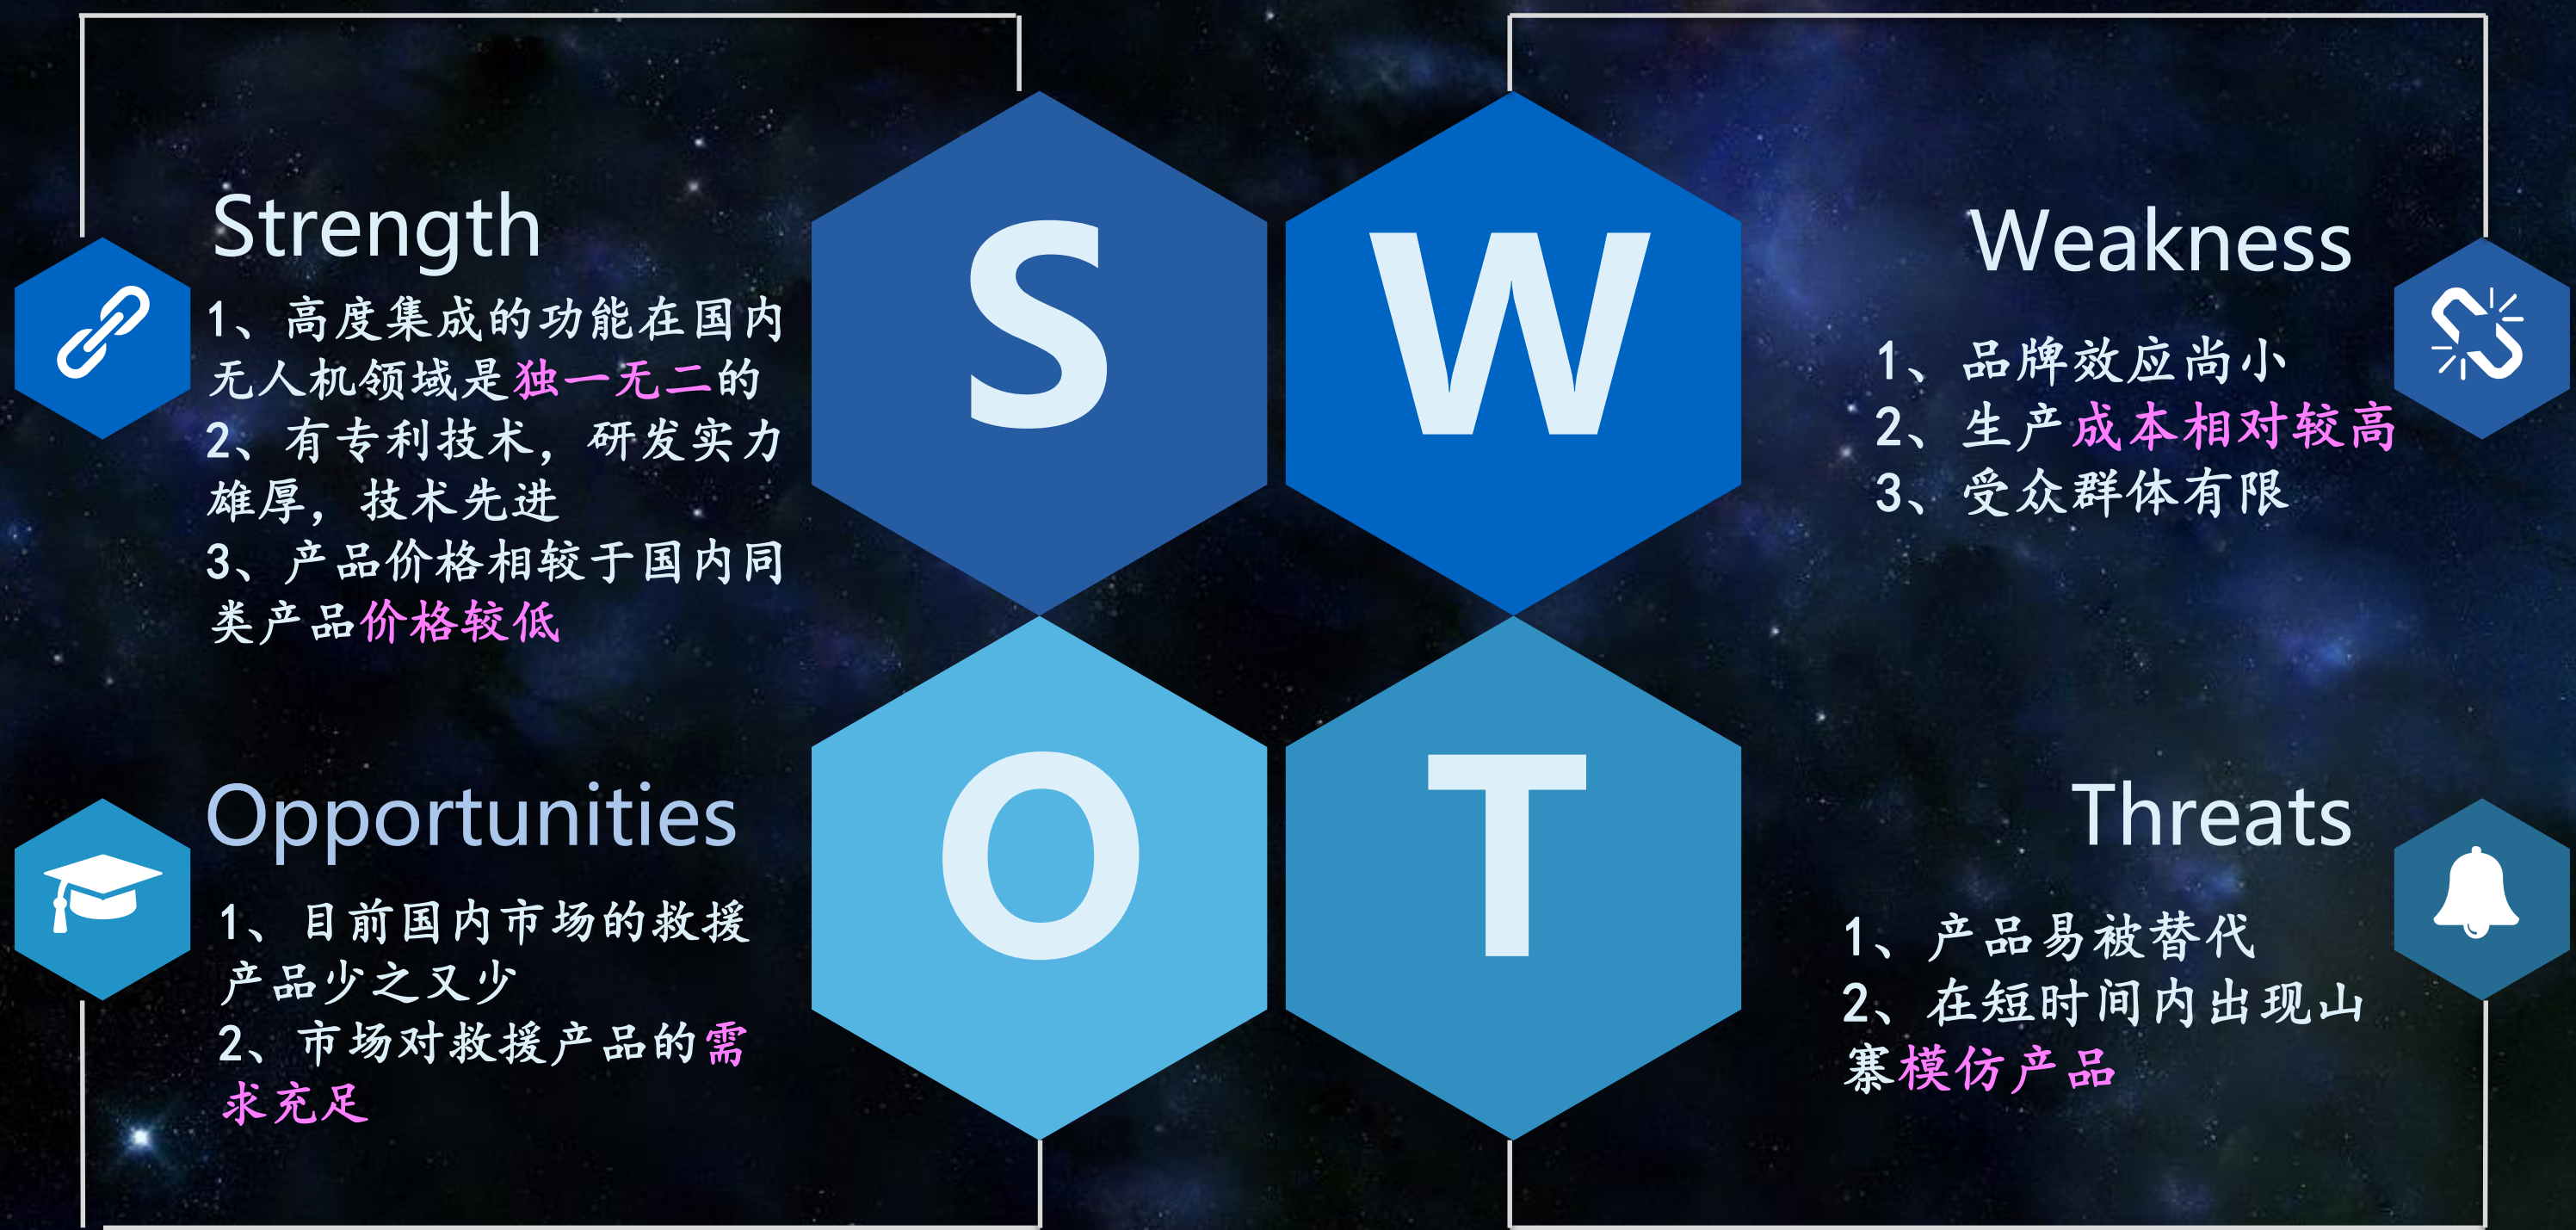 Strength
1、高度集成的功能在国内
无人机领域是独一无二的
2、有专利技术，研发实力
雄厚，技术先进
3、产品价格相较于国内同
类产品价格较低
S
W
Weakness
1、品牌效应尚小
2、生产成本相对较高
3、受众群体有限
Opportunities
1、目前国内市场的救援
产品少之又少
2、市场对救援产品的需
求充足
O
T
Threats
1、产品易被替代
2、在短时间内出现山
寨模仿产品